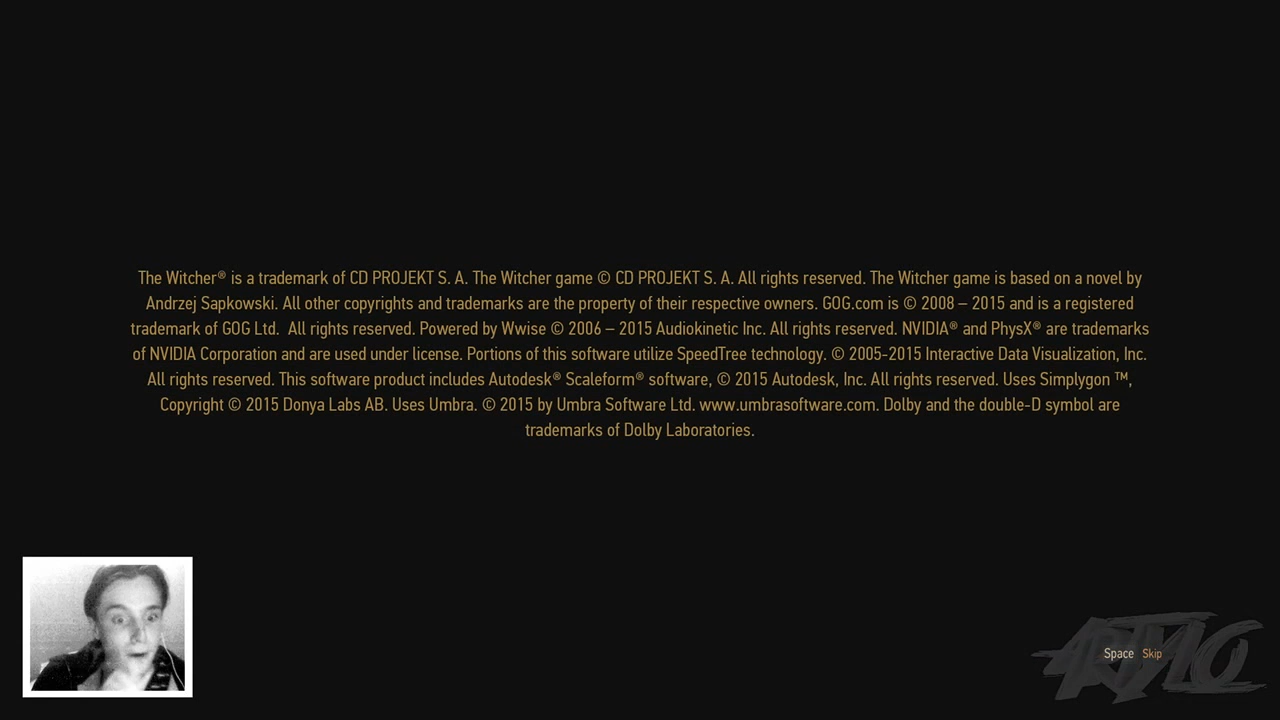 The Witcher® is a trademark of CD PROJEKT S. A. The Witcher game © CD PROJEKT S. A. All rights reserved. The Witcher game is based on a novel by
Andrzej Sapkowski. All other copyrights and trademarks are the property of their respective owners. GOG.com is © 2008 – 2015 and is a registered
trademark of GOG Ltd.  All rights reserved. Powered by Wwise © 2006 – 2015 Audiokinetic Inc. All rights reserved. NVIDIA® and PhysX® are trademarks
of NVIDIA Corporation and are used under license. Portions of this software utilize SpeedTree technology. © 2005-2015 Interactive Data Visualization, Inc.
All rights reserved. This software product includes Autodesk® Scaleform® software, © 2015 Autodesk, Inc. All rights reserved. Uses Simplygon ™,
Copyright © 2015 Donya Labs AB. Uses Umbra. © 2015 by Umbra Software Ltd. www.umbrasoftware.com. Dolby and the double-D symbol are
trademarks of Dolby Laboratories.
Space Skip